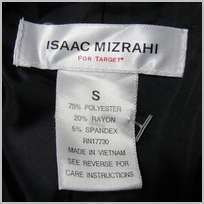 ISAAC MIZRAHI
FOR TARGET®
S
75% POLYESTER
20% RAYON
5% SPANDEX
RN17730
MADE IN VIETNAM
SEE REVERSE FOR
CARE INSTRUCTIONS